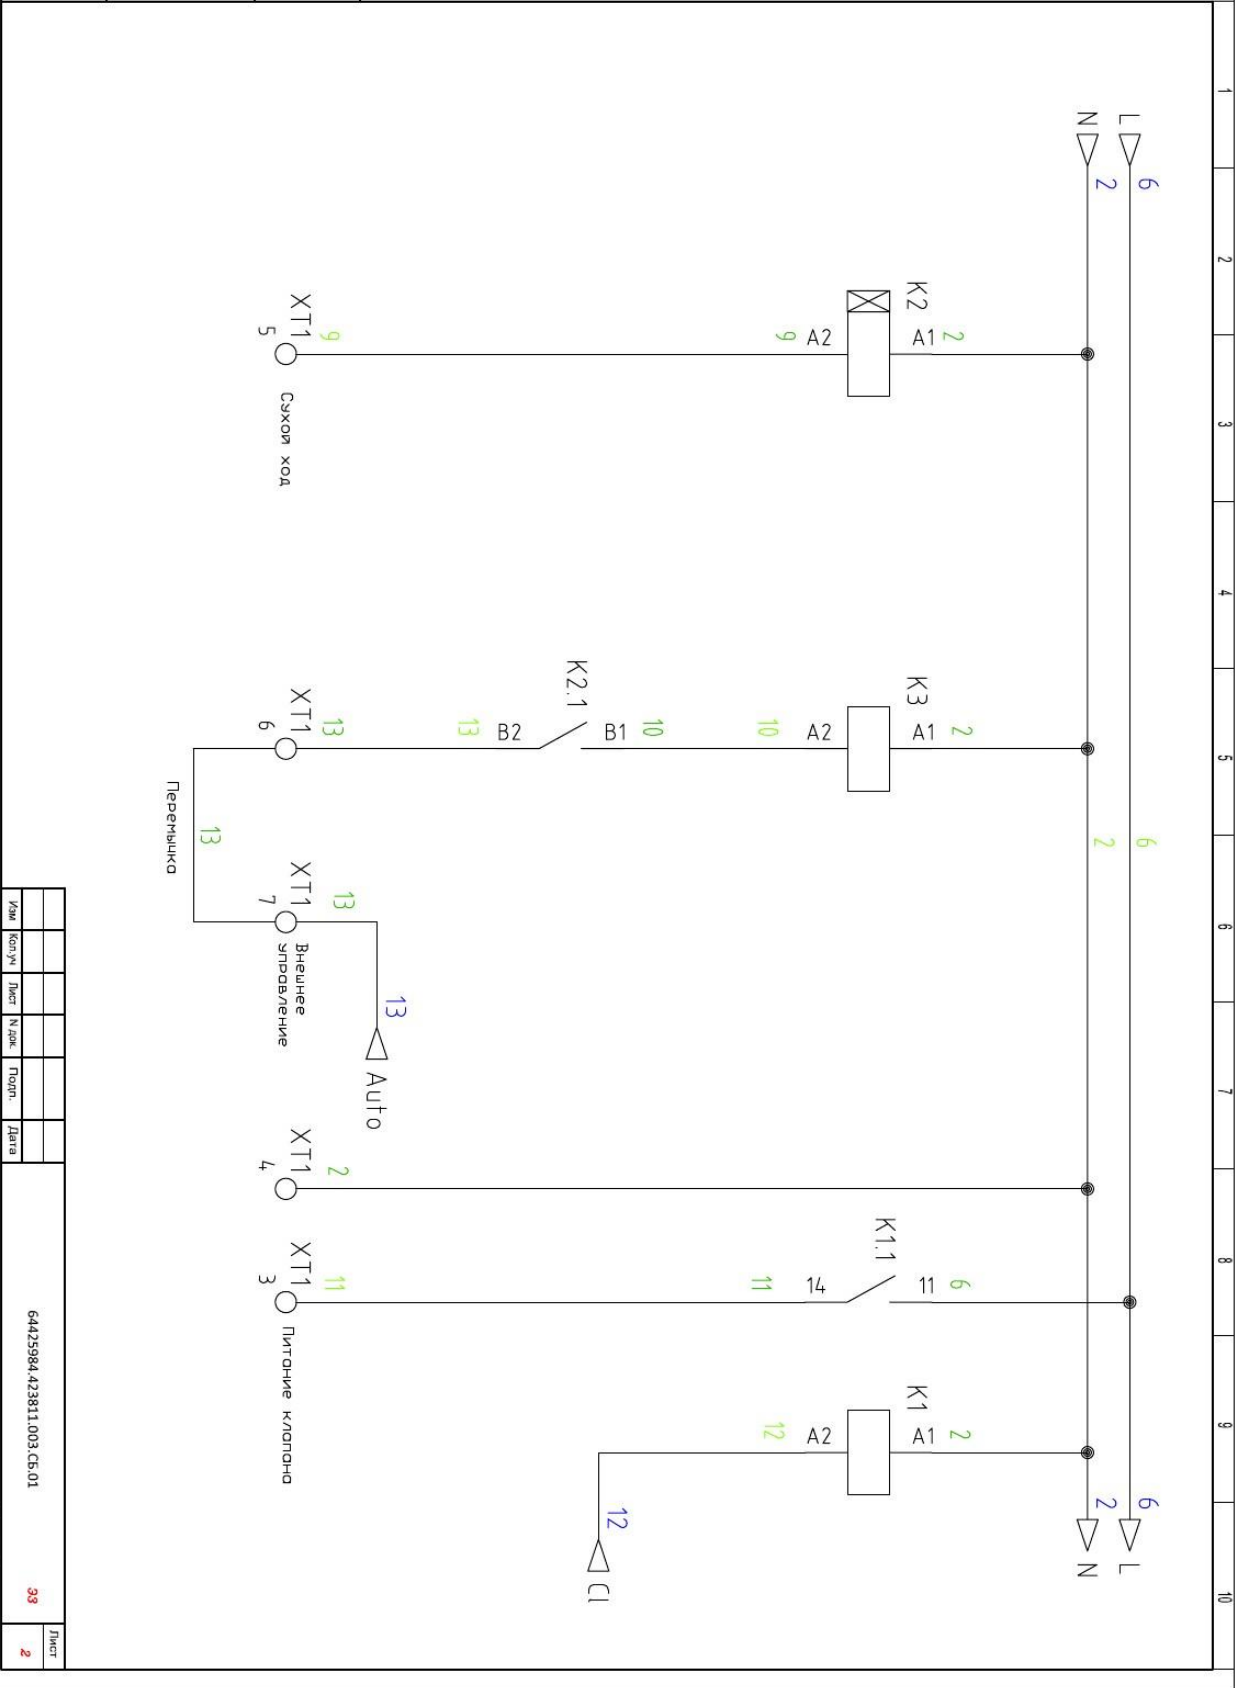 1 2 3 4 5 6 7 8 9 10
L 6 6 6 L
N 2 2 2 N
K2
A1 2
9 A2
9
XT1
5
Сухой ход
K3
A1 2
10 A2
K2.1
B1 10
13 B2
13
XT1
6
13
Перемычка
13
XT1
7
Внешнее
управление
13
Auto
2
XT1
4
K1.1
11 6
11 14
11
XT1
3
Питание клапана
K1
A1 2
12 A2
12
Cl
Изм Кол.уч Лист N док. Подп. Дата
64425984.423811.003.СБ.01
ЭЗ
Лист
2